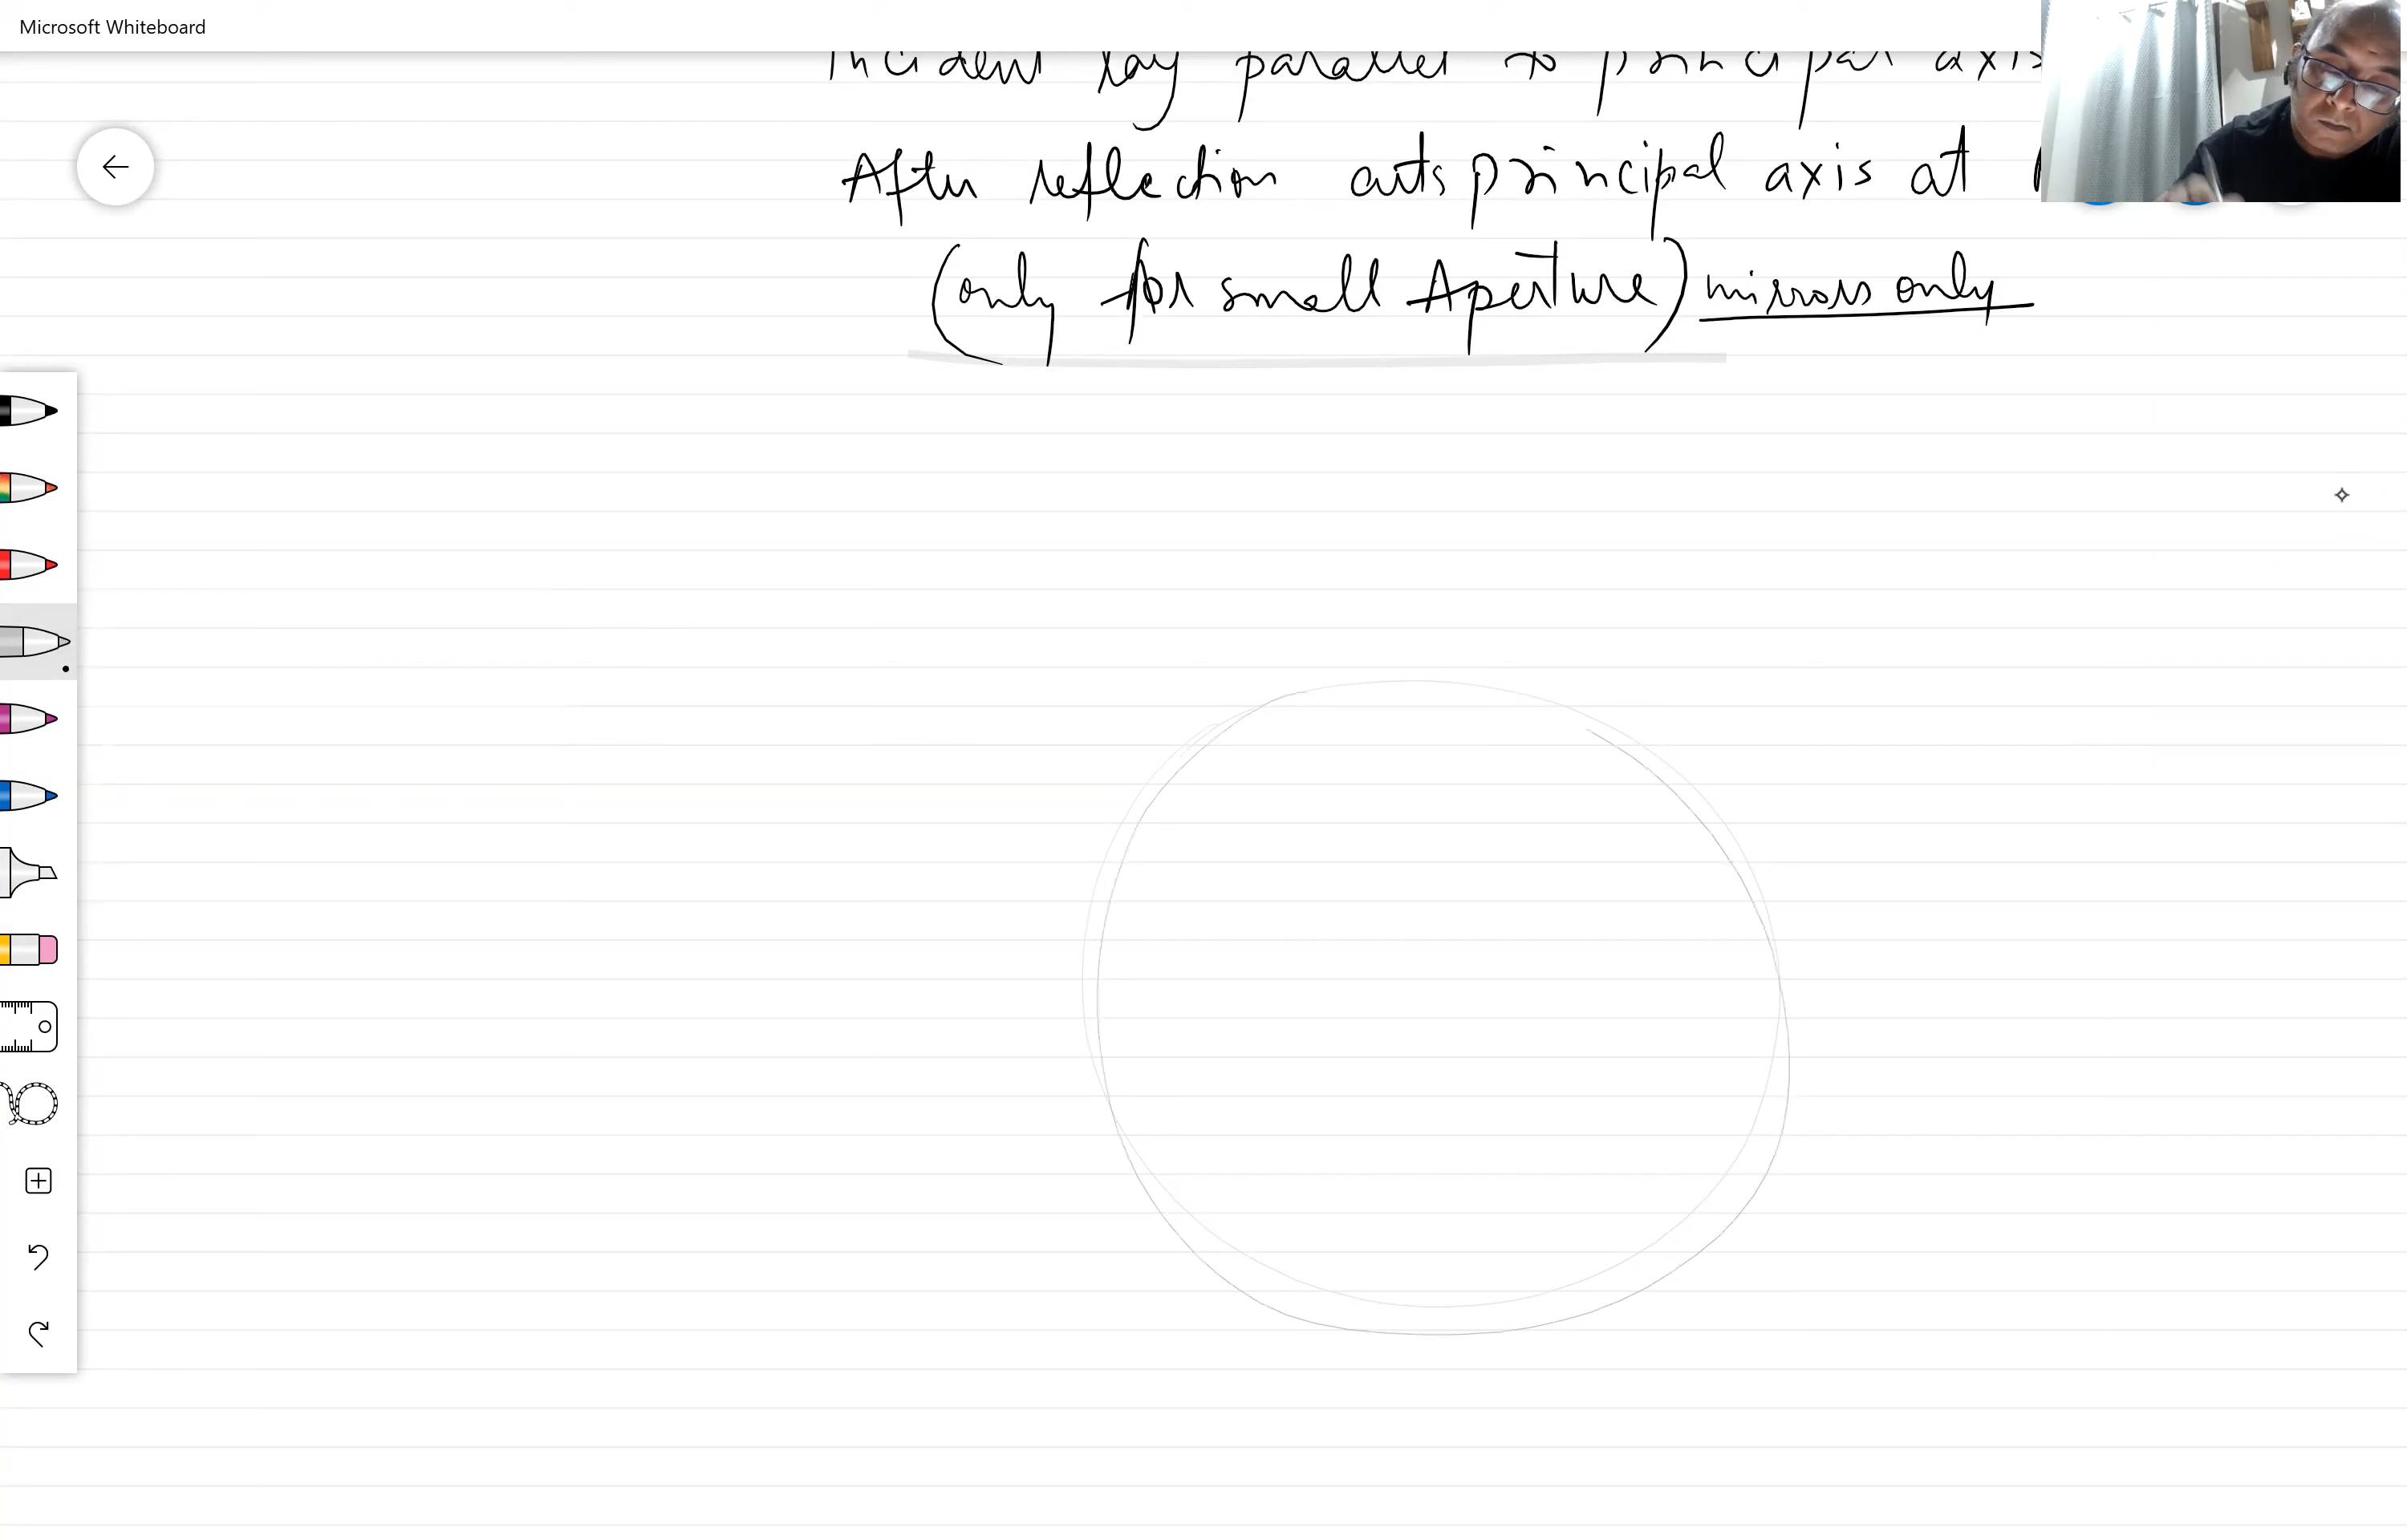 Microsoft Whiteboard
Incident ray parallel to principal axis
After reflection cuts principal axis at
(only for small Aperture) mirrors only